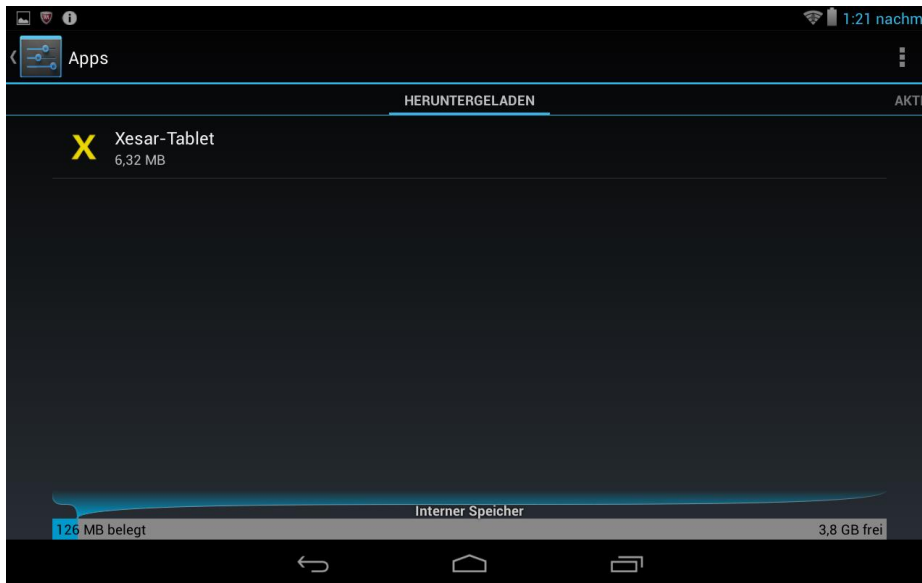 1:21 nachm
Apps
HERUNTERGELADEN
AKT
X
Xesar-Tablet
6,32 MB
Interner Speicher
126 MB belegt
3,8 GB frei